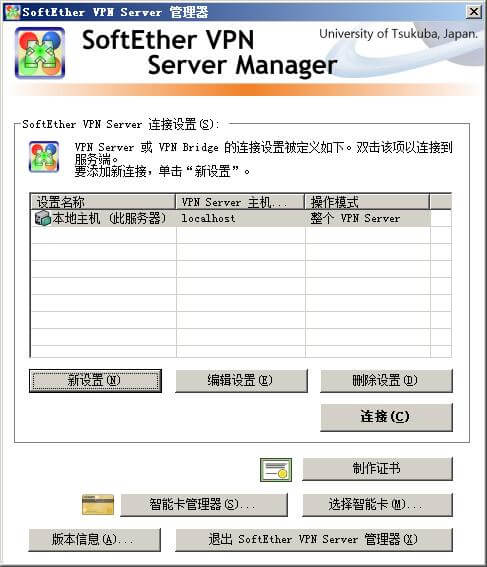 SoftEther VPN Server 管理器
University of Tsukuba, Japan.
SoftEther VPN
Server Manager
SoftEther VPN Server 连接设置(S):
VPN Server 或 VPN Bridge 的连接设置被定义如下。双击该项以连接到
服务端。
要添加新连接，单击“新设置”。
设置名称 VPN Server 主机... 操作模式
本地主机 (此服务器) localhost 整个 VPN Server
新设置(N) 编辑设置(E) 删除设置(D)
连接(C)
制作证书
智能卡管理器(S)... 选择智能卡(M)...
版本信息(A)... 退出 SoftEther VPN Server 管理器(X)